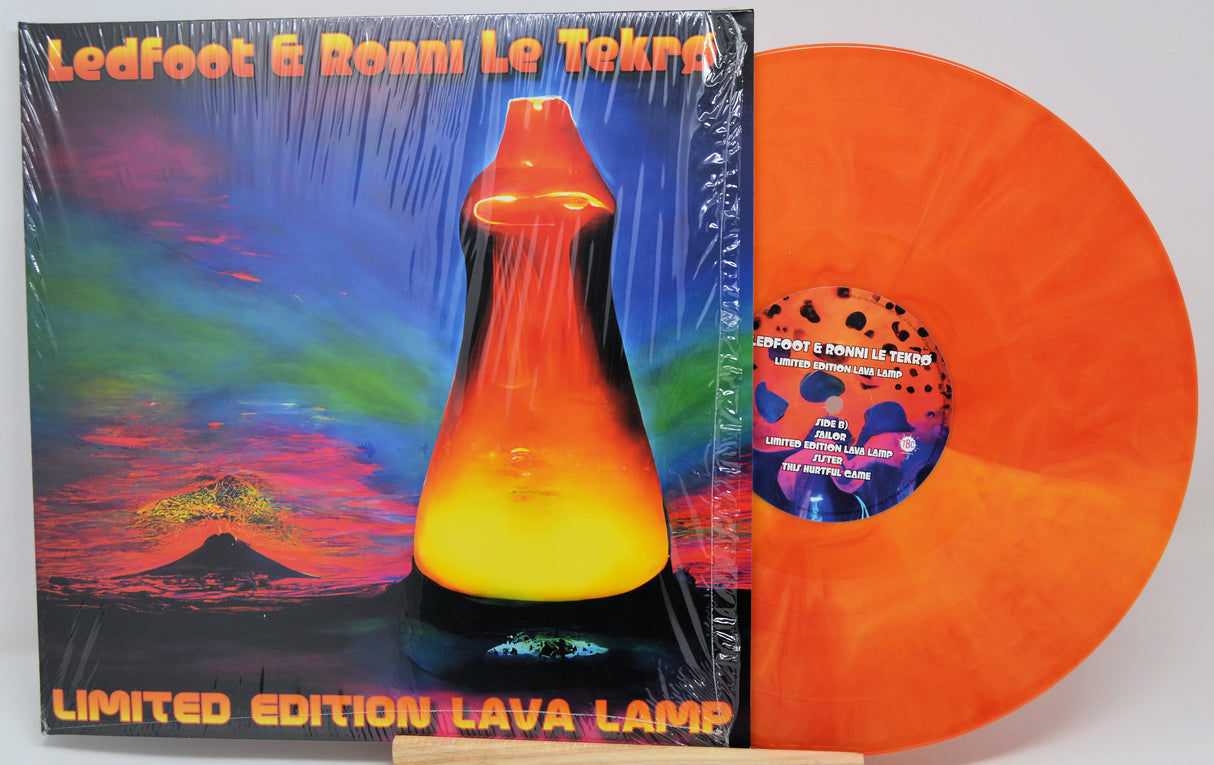 Ledfoot & Ronni Le Tekrø
LIMITED EDITION LAVA LAMP
LEDFOOT & RONNI LE TEKRØ
LIMITED EDITION LAVA LAMP
SIDE B)
SAILOR
LIMITED EDITION LAVA LAMP
SISTER
THIS HURTFUL GAME
TBC